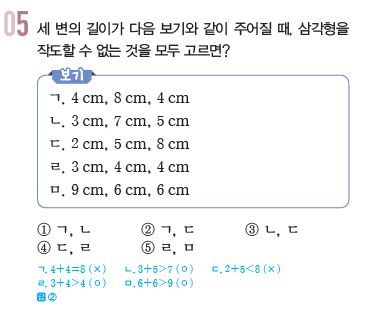 05 세 변의 길이가 다음 보기와 같이 주어질 때, 삼각형을
작도할 수 없는 것을 모두 고르면?
보기
ㄱ. 4 cm, 8 cm, 4 cm
ㄴ. 3 cm, 7 cm, 5 cm
ㄷ. 2 cm, 5 cm, 8 cm
ㄹ. 3 cm, 4 cm, 4 cm
ㅁ. 9 cm, 6 cm, 6 cm
① ㄱ, ㄴ ② ㄱ, ㄷ ③ ㄴ, ㄷ
④ ㄷ, ㄹ ⑤ ㄹ, ㅁ
ㄱ. 4+4=8 (×) ㄴ. 3+5>7 (○) ㄷ. 2+5<8 (×)
ㄹ. 3+4>4 (○) ㅁ. 6+6>9 (○)
답 ②